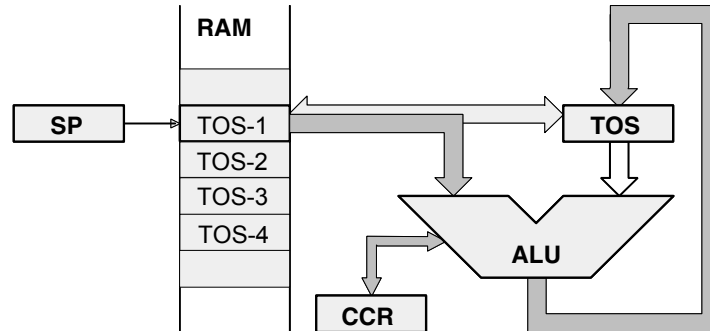 RAM
SP
TOS-1
TOS
TOS-2
TOS-3
TOS-4
ALU
CCR